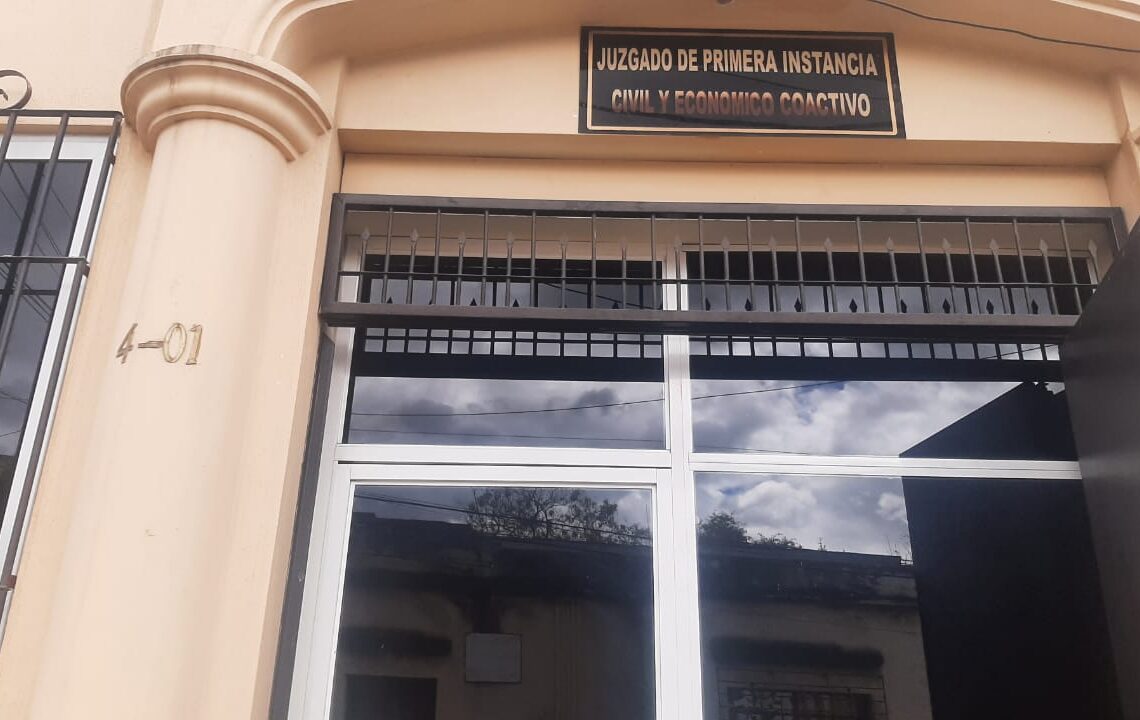 JUZGADO DE PRIMERA INSTANCIA
CIVIL Y ECONOMICO COACTIVO
4-01